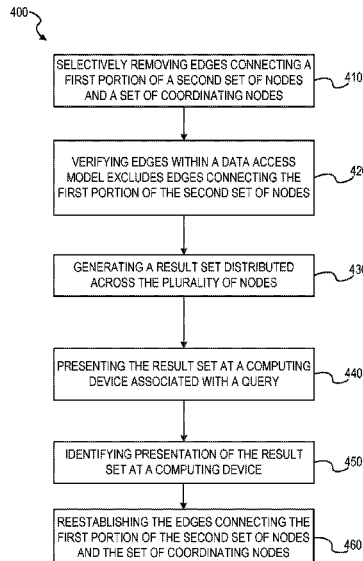 400
SELECTIVELY REMOVING EDGES CONNECTING A
FIRST PORTION OF A SECOND SET OF NODES
AND A SET OF COORDINATING NODES
410
VERIFYING EDGES WITHIN A DATA ACCESS
MODEL EXCLUDES EDGES CONNECTING THE
FIRST PORTION OF THE SECOND SET OF NODES
420
GENERATING A RESULT SET DISTRIBUTED
ACROSS THE PLURALITY OF NODES
430
PRESENTING THE RESULT SET AT A COMPUTING
DEVICE ASSOCIATED WITH A QUERY
440
IDENTIFYING PRESENTATION OF THE RESULT
SET AT A COMPUTING DEVICE
450
REESTABLISHING THE EDGES CONNECTING THE
FIRST PORTION OF THE SECOND SET OF NODES
AND THE SET OF COORDINATING NODES
460